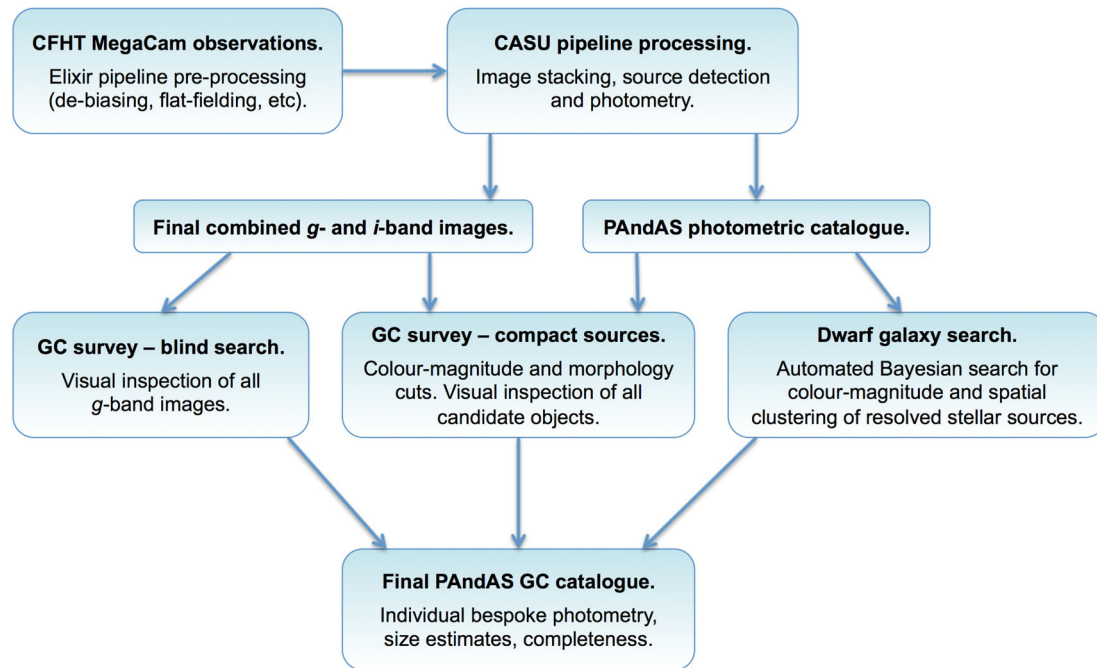 CFHT MegaCam observations.
Elixir pipeline pre-processing
(de-biasing, flat-fielding, etc).
CASU pipeline processing.
Image stacking, source detection
and photometry.
Final combined g- and i-band images.
PAndAS photometric catalogue.
GC survey – blind search.
Visual inspection of all
g-band images.
GC survey – compact sources.
Colour-magnitude and morphology
cuts. Visual inspection of all
candidate objects.
Dwarf galaxy search.
Automated Bayesian search for
colour-magnitude and spatial
clustering of resolved stellar sources.
Final PAndAS GC catalogue.
Individual bespoke photometry,
size estimates, completeness.